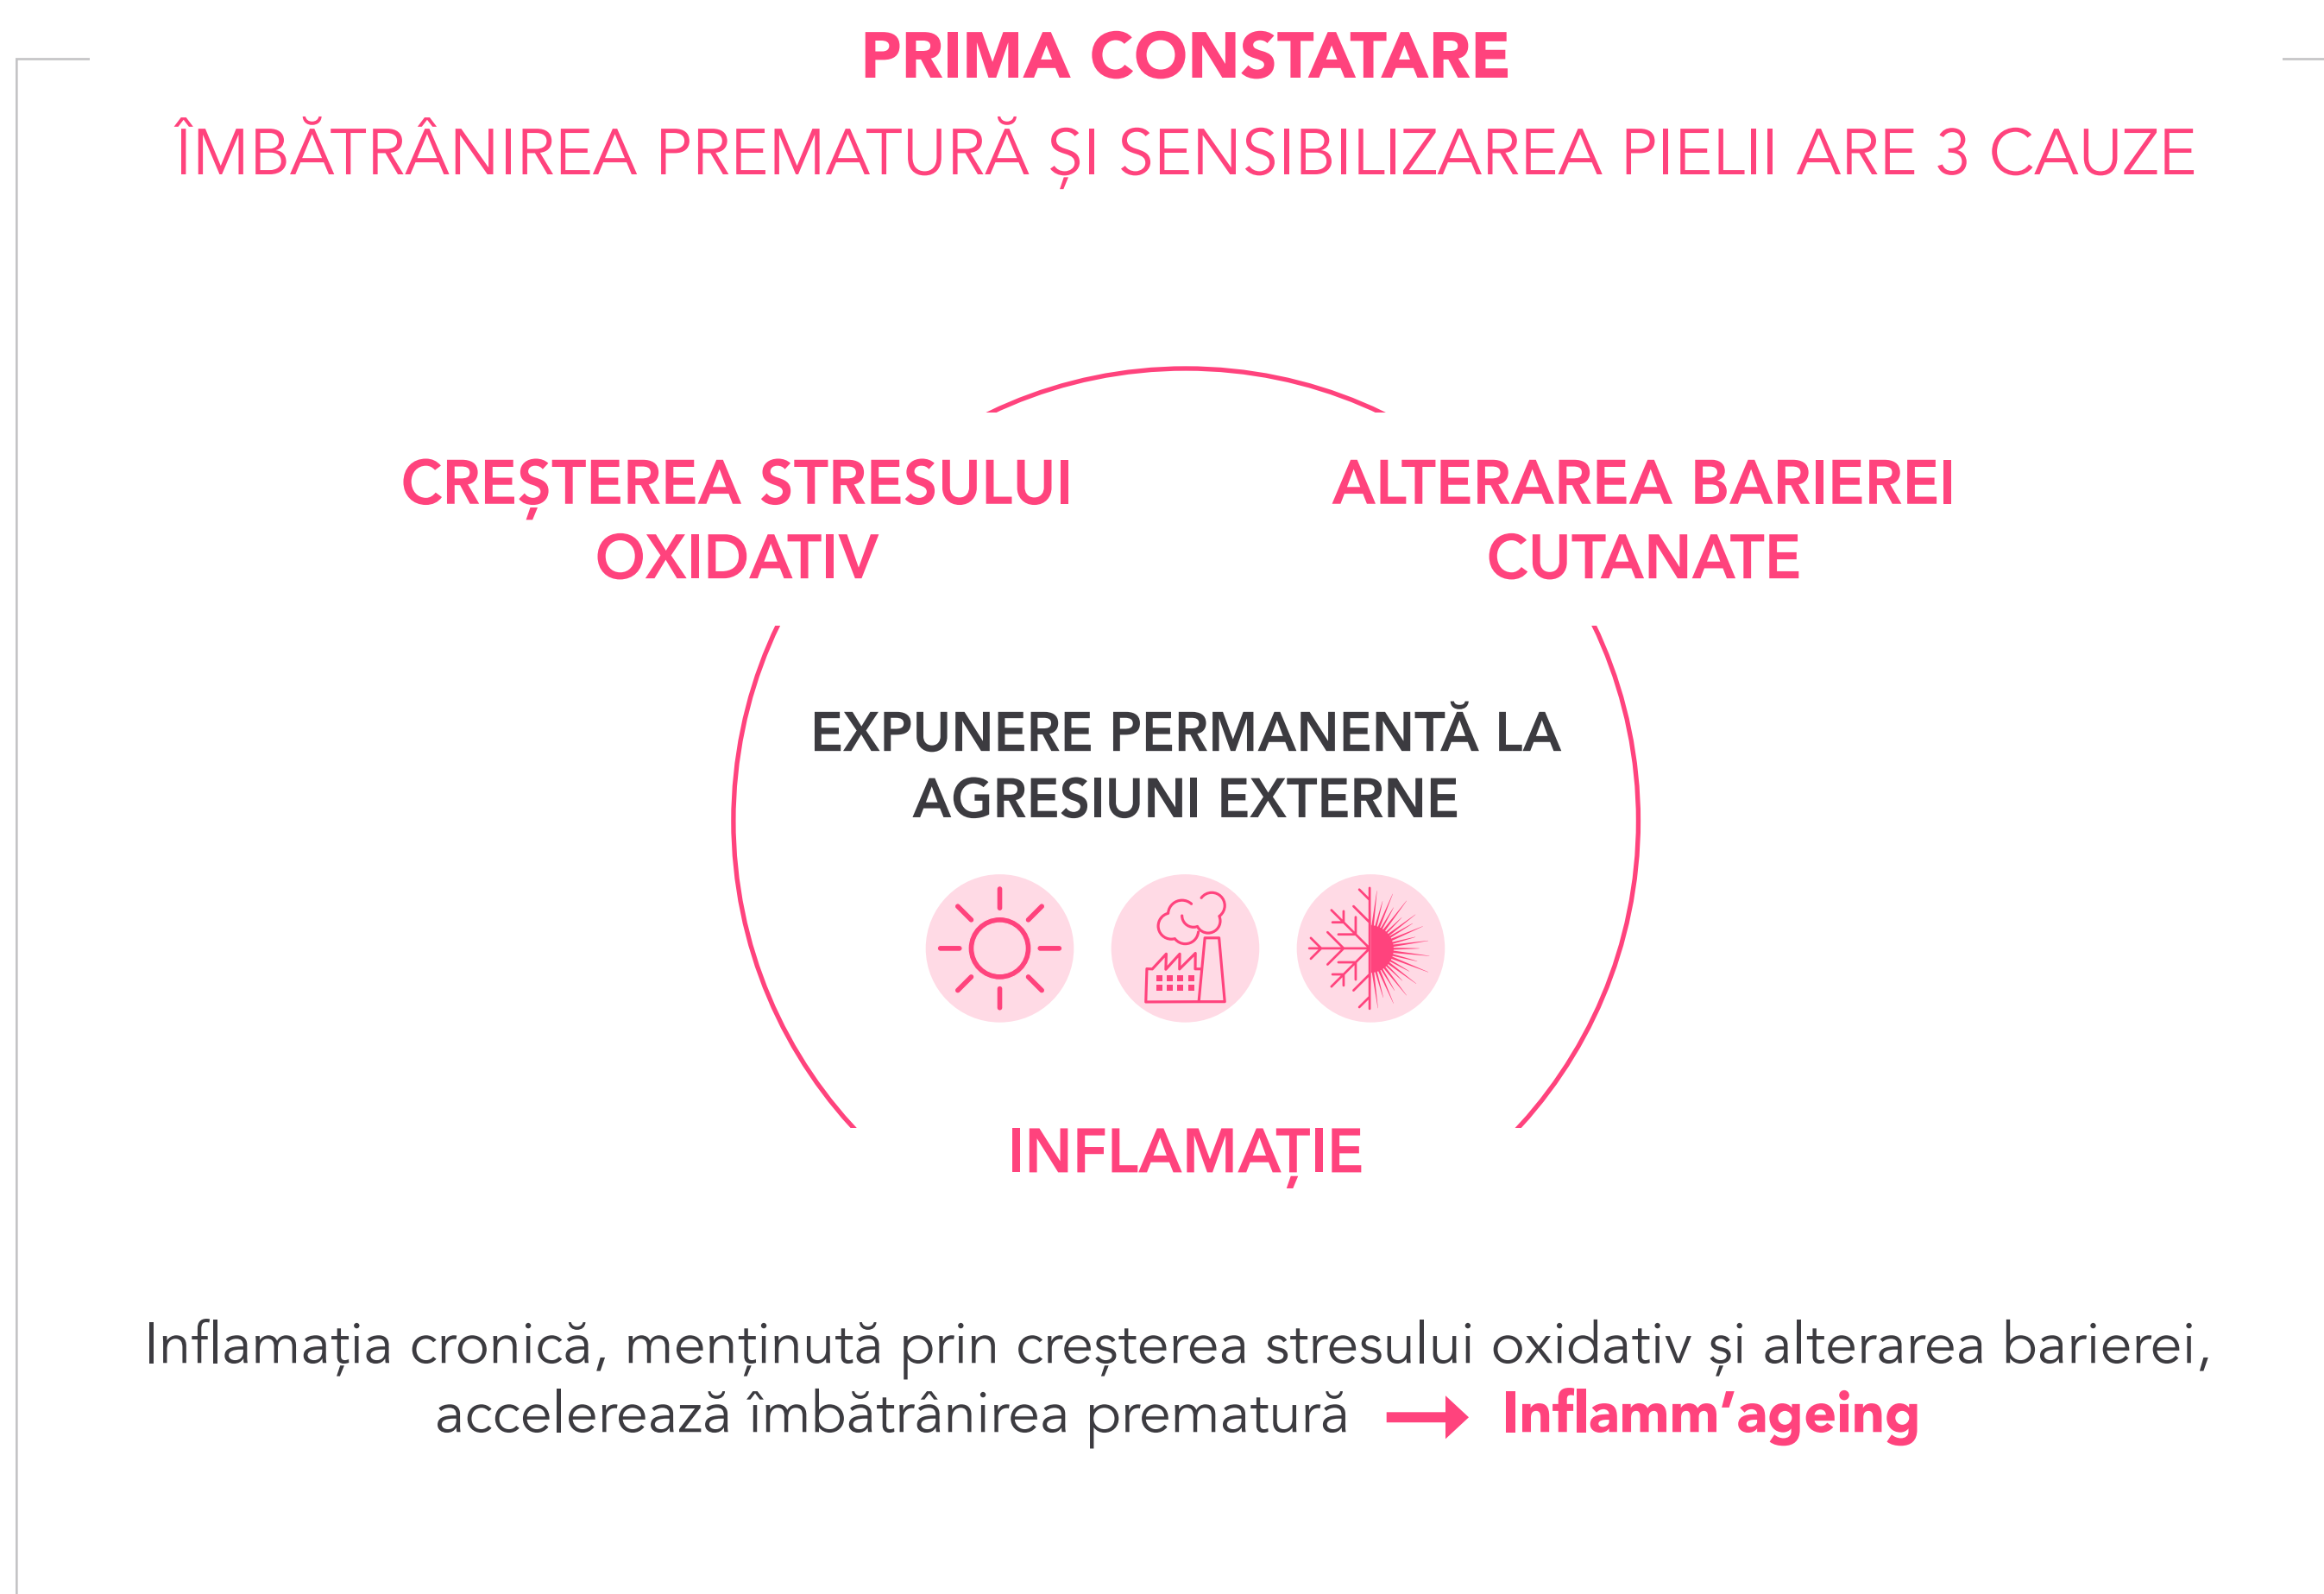 PRIMA CONSTATARE
ÎMBĂTRÂNIREA PREMATURĂ ȘI SENSIBILIZAREA PIELII ARE 3 CAUZE
CREȘTEREA STRESULUI
OXIDATIV
ALTERAREA BARIEREI
CUTANATE
EXPUNERE PERMANENTĂ LA
AGRESIUNI EXTERNE
INFLAMAȚIE
Inflamația cronică, menținută prin creșterea stresului oxidativ și alterarea barierei,
accelerează îmbătrânirea prematură → Inflamm'ageing